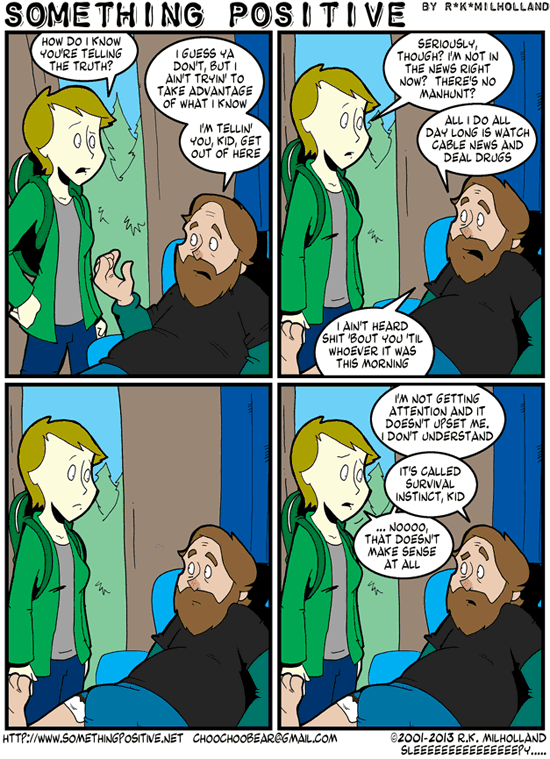 SOMETHING POSITIVE BY R*K*MILHOLLAND
HOW DO I KNOW
YOU'RE TELLING
THE TRUTH?
I GUESS YA
DON'T, BUT I
AIN'T TRYIN' TO
TAKE ADVANTAGE
OF WHAT I KNOW
I'M TELLIN'
YOU, KID, GET
OUT OF HERE
SERIOUSLY,
THOUGH? I'M NOT IN
THE NEWS RIGHT
NOW? THERE'S NO
MANHUNT?
ALL I DO ALL
DAY LONG IS WATCH
CABLE NEWS AND
DEAL DRUGS
I AIN'T HEARD
SHIT 'BOUT YOU 'TIL
WHOEVER IT WAS
THIS MORNING
I'M NOT GETTING
ATTENTION AND IT
DOESN'T UPSET ME.
I DON'T UNDERSTAND
IT'S CALLED
SURVIVAL
INSTINCT, KID
... NOOOO,
THAT DOESN'T
MAKE SENSE
AT ALL
HTTP://WWW.SOMETHINGPOSITIVE.NET CHOOCHOOBEAR@GMAIL.COM ©2001-2013 R.K. MILHOLLAND
SLEEEEEEEEEEEEEEEPY.....